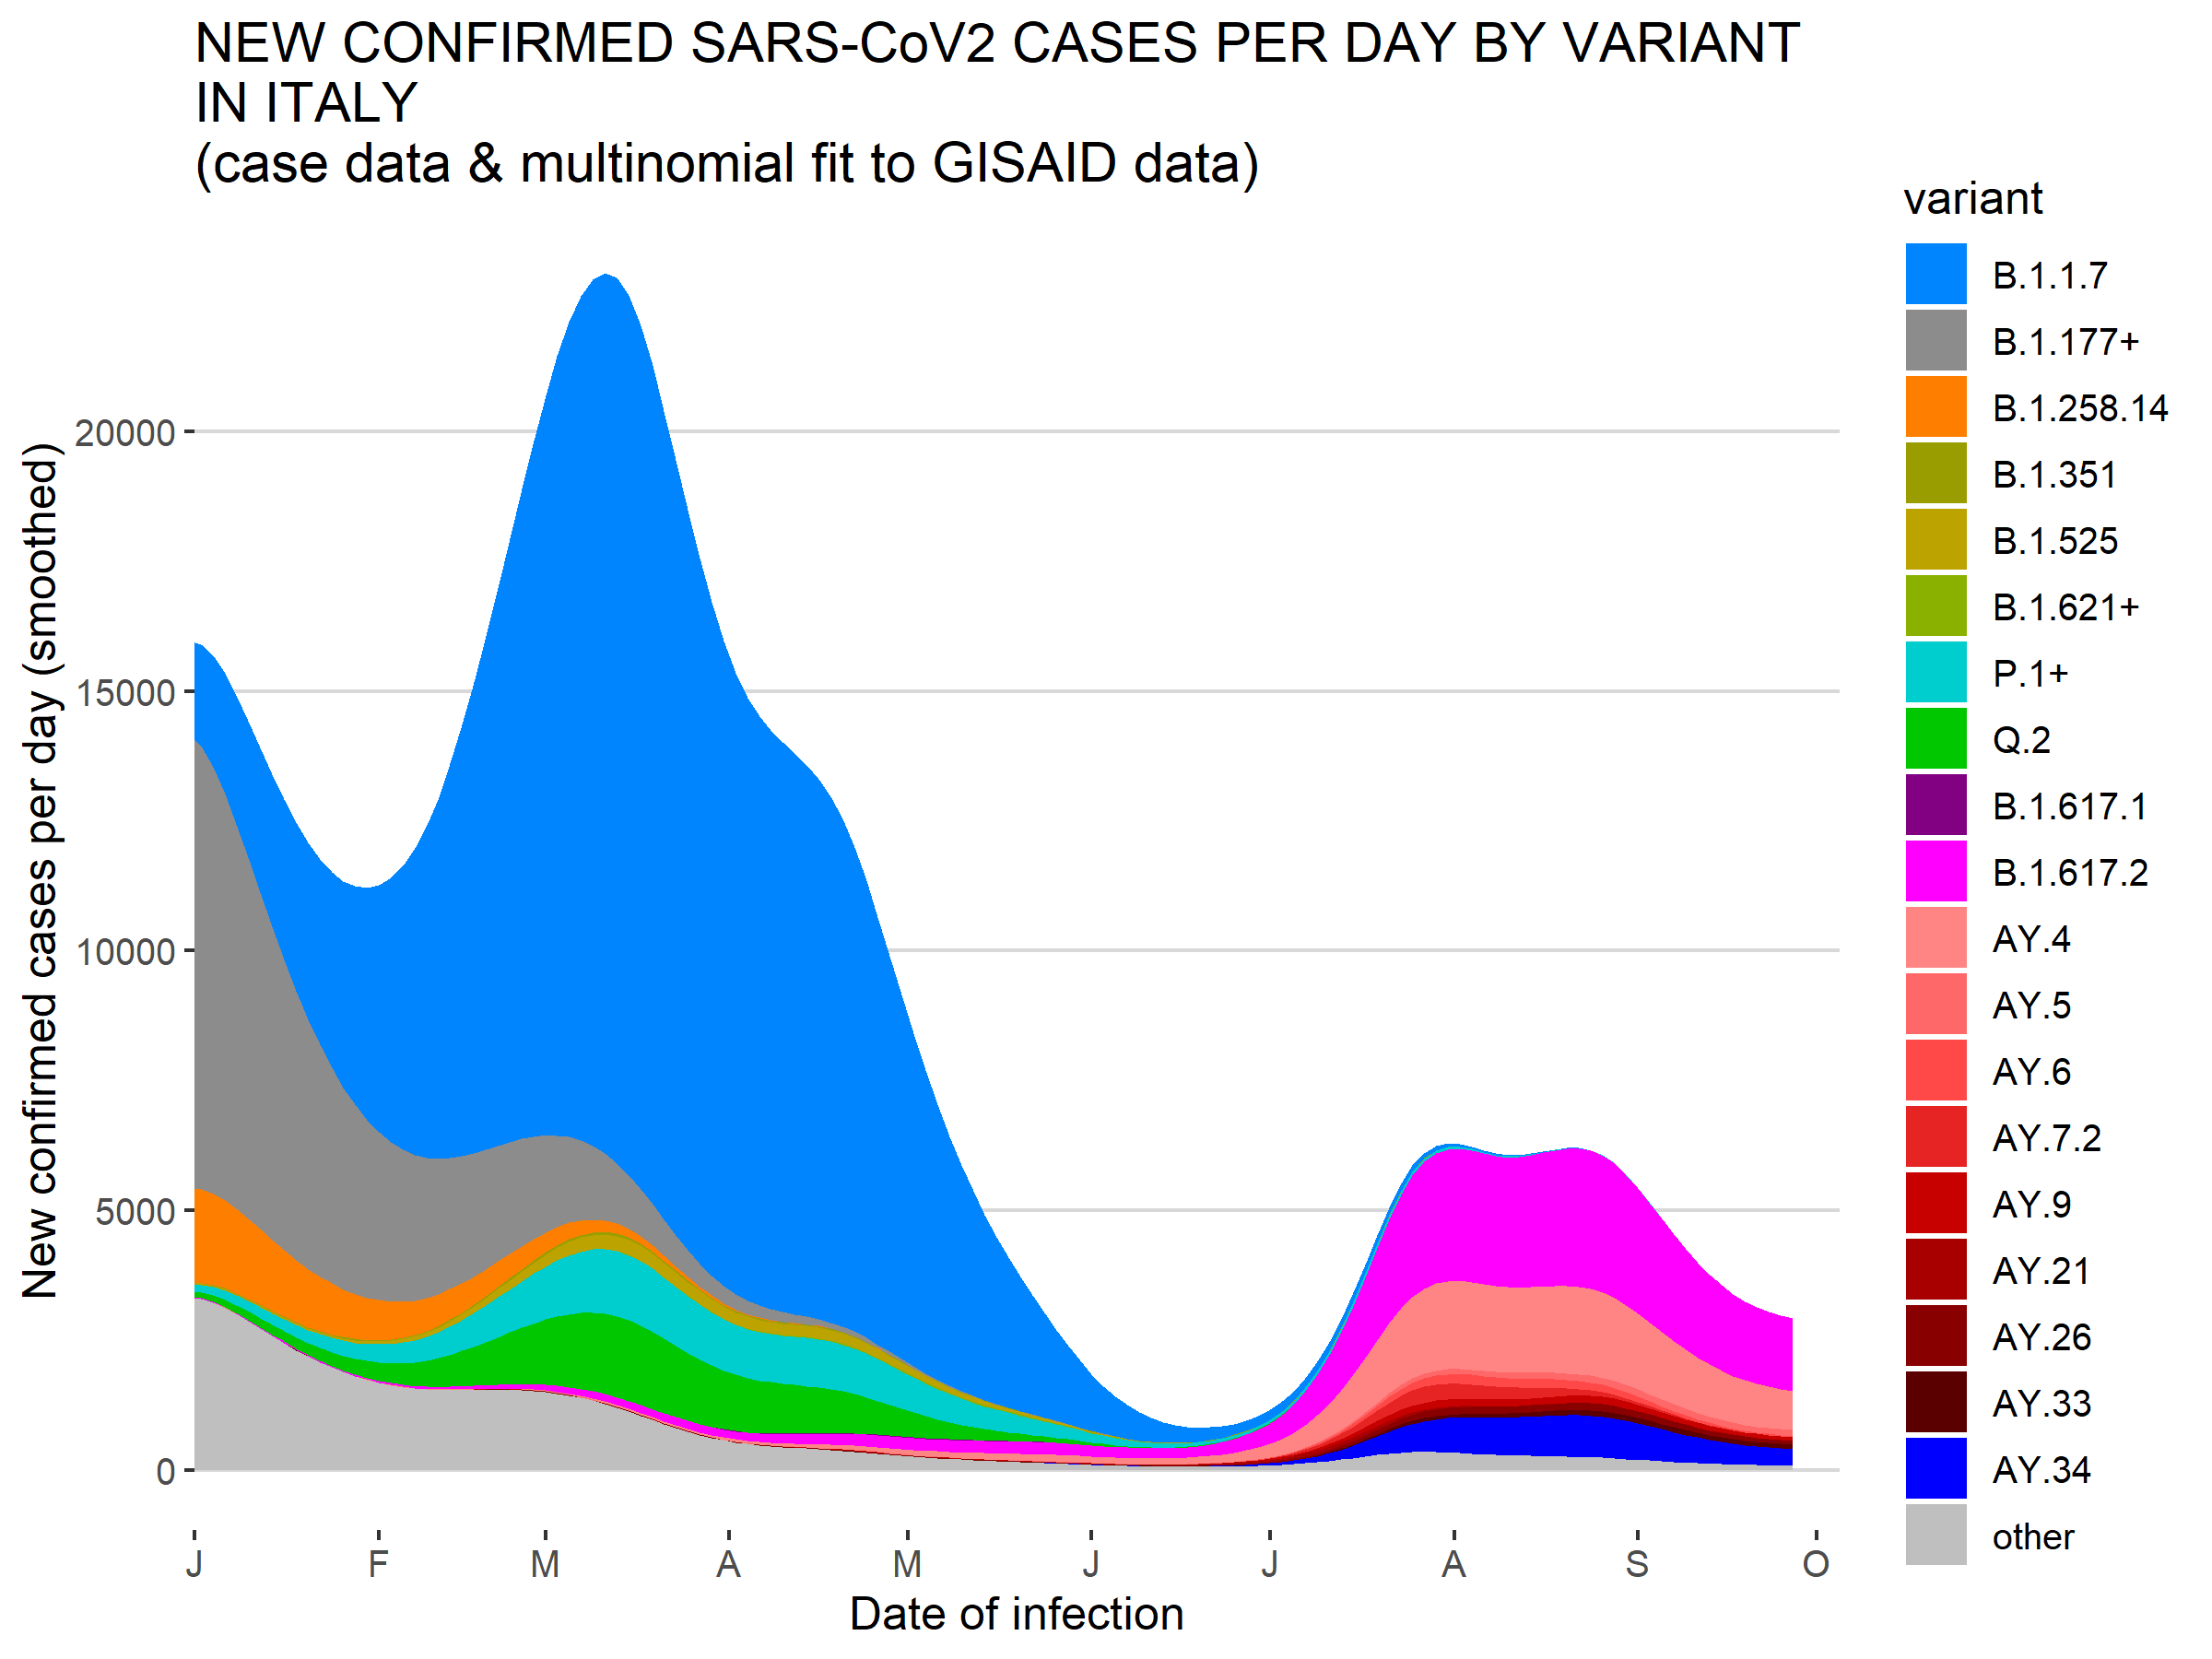 NEW CONFIRMED SARS-CoV2 CASES PER DAY BY VARIANT
IN ITALY
(case data & multinomial fit to GISAID data)
New confirmed cases per day (smoothed)
20000
15000
10000
5000
0
J F M A M J J A S O
Date of infection
variant
B.1.1.7
B.1.177+
B.1.258.14
B.1.351
B.1.525
B.1.621+
P.1+
Q.2
B.1.617.1
B.1.617.2
AY.4
AY.5
AY.6
AY.7.2
AY.9
AY.21
AY.26
AY.33
AY.34
other